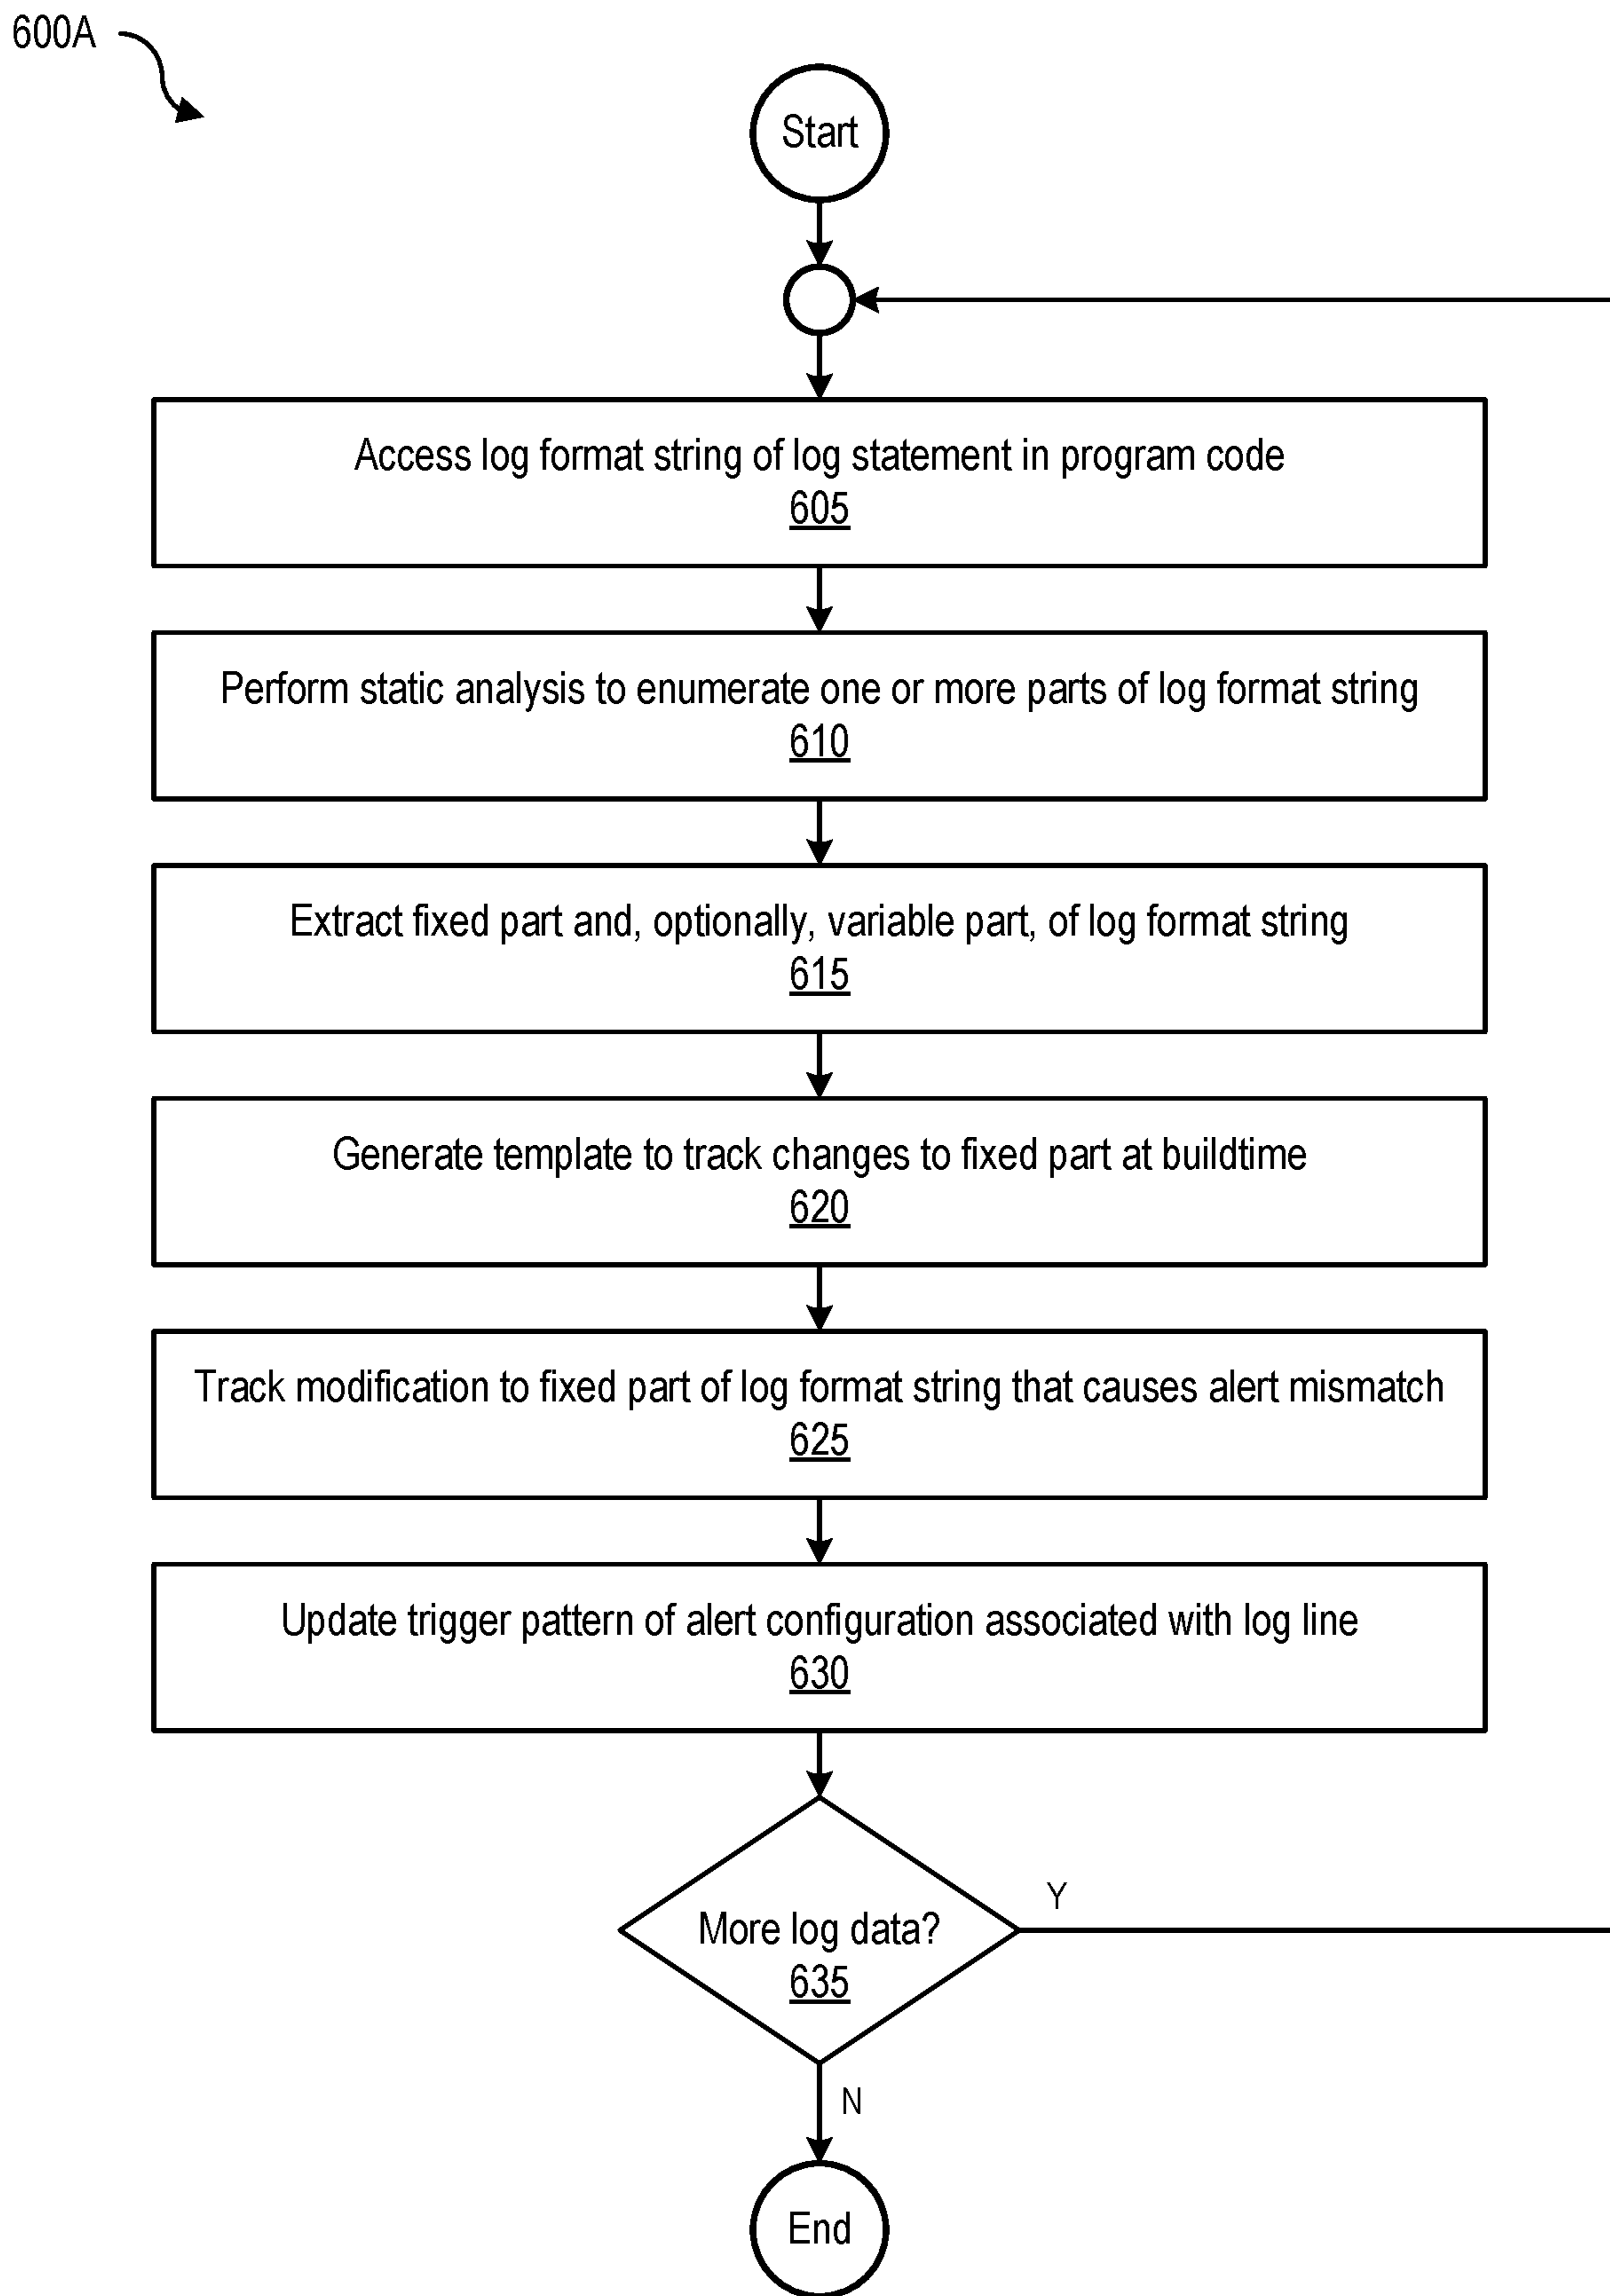 600A
Start
Access log format string of log statement in program code
605
Perform static analysis to enumerate one or more parts of log format string
610
Extract fixed part and, optionally, variable part, of log format string
615
Generate template to track changes to fixed part at buildtime
620
Track modification to fixed part of log format string that causes alert mismatch
625
Update trigger pattern of alert configuration associated with log line
630
Y
More log data?
635
N
End